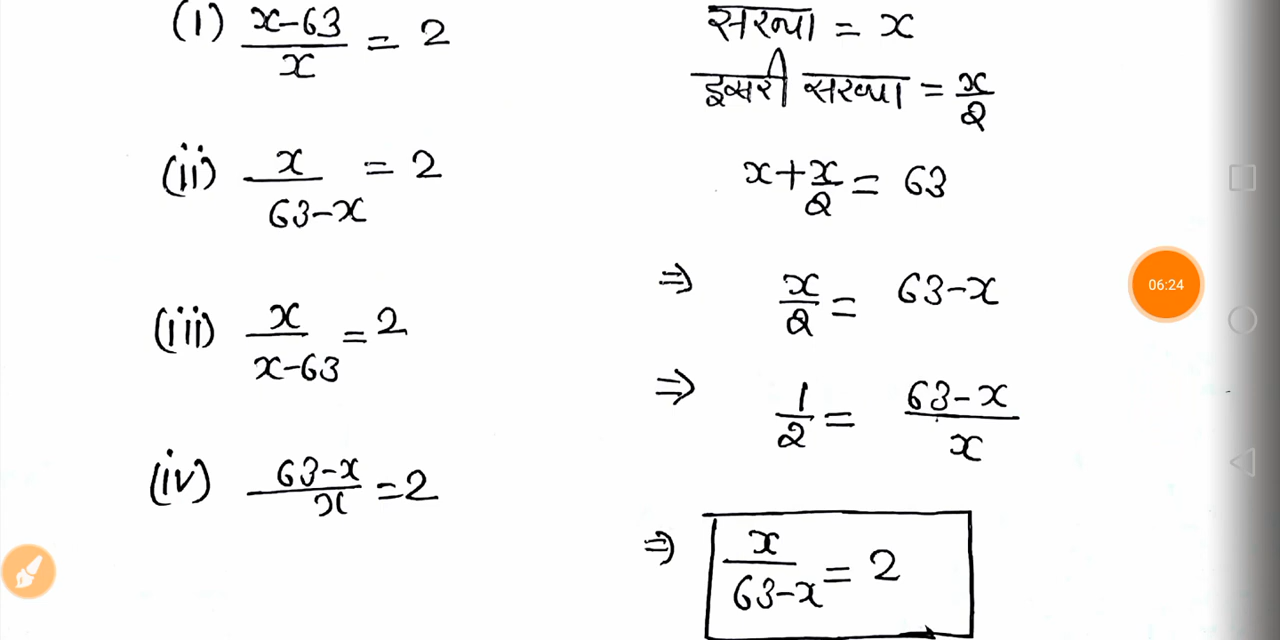 (i) x-63/x = 2
(ii) x/63-x = 2
(iii) x/x-63 = 2
(iv) 63-x/x = 2
संख्या = x
दूसरी संख्या = x/2
x+x/2 = 63
⇒ x/2 = 63-x
⇒ 1/2 = 63-x/x
⇒ x/63-x = 2
06:24